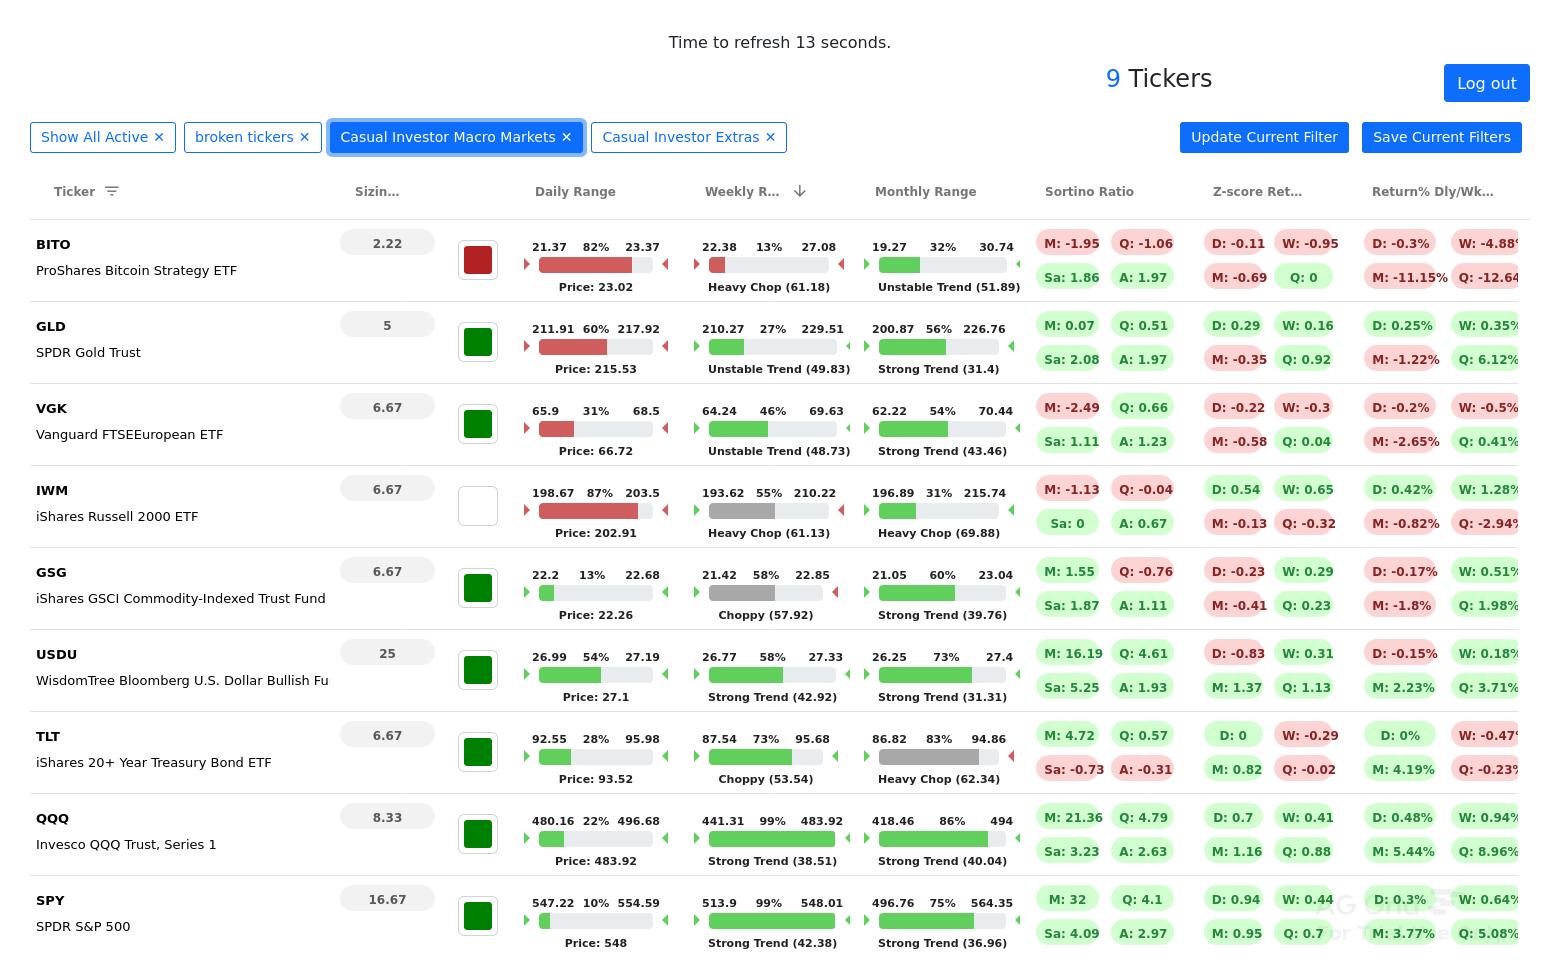 Time to refresh 13 seconds.
9 Tickers
Log out
Show All Active ✕ broken tickers ✕ Casual Investor Macro Markets ✕ Casual Investor Extras ✕ Update Current Filter Save Current Filters
Ticker Sizin… Daily Range Weekly R… Monthly Range Sortino Ratio Z-score Ret… Return% Dly/Wk…
BITO 2.22 21.37 82% 23.37 22.38 13% 27.08 19.27 32% 30.74 M: -1.95 Q: -1.06 D: -0.11 W: -0.95 D: -0.3% W: -4.88%
ProShares Bitcoin Strategy ETF Price: 23.02 Heavy Chop (61.18) Unstable Trend (51.89) Sa: 1.86 A: 1.97 M: -0.69 Q: 0 M: -11.15% Q: -12.64
GLD 5 211.91 60% 217.92 210.27 27% 229.51 200.87 56% 226.76 M: 0.07 Q: 0.51 D: 0.29 W: 0.16 D: 0.25% W: 0.35%
SPDR Gold Trust Price: 215.53 Unstable Trend (49.83) Strong Trend (31.4) Sa: 2.08 A: 1.97 M: -0.35 Q: 0.92 M: -1.22% Q: 6.12%
VGK 6.67 65.9 31% 68.5 64.24 46% 69.63 62.22 54% 70.44 M: -2.49 Q: 0.66 D: -0.22 W: -0.3 D: -0.2% W: -0.5%
Vanguard FTSEEuropean ETF Price: 66.72 Unstable Trend (48.73) Strong Trend (43.46) Sa: 1.11 A: 1.23 M: -0.58 Q: 0.04 M: -2.65% Q: 0.41%
IWM 6.67 198.67 87% 203.5 193.62 55% 210.22 196.89 31% 215.74 M: -1.13 Q: -0.04 D: 0.54 W: 0.65 D: 0.42% W: 1.28%
iShares Russell 2000 ETF Price: 202.91 Heavy Chop (61.13) Heavy Chop (69.88) Sa: 0 A: 0.67 M: -0.13 Q: -0.32 M: -0.82% Q: -2.94%
GSG 6.67 22.2 13% 22.68 21.42 58% 22.85 21.05 60% 23.04 M: 1.55 Q: -0.76 D: -0.23 W: 0.29 D: -0.17% W: 0.51%
iShares GSCI Commodity-Indexed Trust Fund Price: 22.26 Choppy (57.92) Strong Trend (39.76) Sa: 1.87 A: 1.11 M: -0.41 Q: 0.23 M: -1.8% Q: 1.98%
USDU 25 26.99 54% 27.19 26.77 58% 27.33 26.25 73% 27.4 M: 16.19 Q: 4.61 D: -0.83 W: 0.31 D: -0.15% W: 0.18%
WisdomTree Bloomberg U.S. Dollar Bullish Fu Price: 27.1 Strong Trend (42.92) Strong Trend (31.31) Sa: 5.25 A: 1.93 M: 1.37 Q: 1.13 M: 2.23% Q: 3.71%
TLT 6.67 92.55 28% 95.98 87.54 73% 95.68 86.82 83% 94.86 M: 4.72 Q: 0.57 D: 0 W: -0.29 D: 0% W: -0.47%
iShares 20+ Year Treasury Bond ETF Price: 93.52 Choppy (53.54) Heavy Chop (62.34) Sa: -0.73 A: -0.31 M: 0.82 Q: -0.02 M: 4.19% Q: -0.23%
QQQ 8.33 480.16 22% 496.68 441.31 99% 483.92 418.46 86% 494 M: 21.36 Q: 4.79 D: 0.7 W: 0.41 D: 0.48% W: 0.94%
Invesco QQQ Trust, Series 1 Price: 483.92 Strong Trend (38.51) Strong Trend (40.04) Sa: 3.23 A: 2.63 M: 1.16 Q: 0.88 M: 5.44% Q: 8.96%
SPY 16.67 547.22 10% 554.59 513.9 99% 548.01 496.76 75% 564.35 M: 32 Q: 4.1 D: 0.94 W: 0.44 D: 0.3% W: 0.64%
SPDR S&P 500 Price: 548 Strong Trend (42.38) Strong Trend (36.96) Sa: 4.09 A: 2.97 M: 0.95 Q: 0.7 M: 3.77% Q: 5.08%